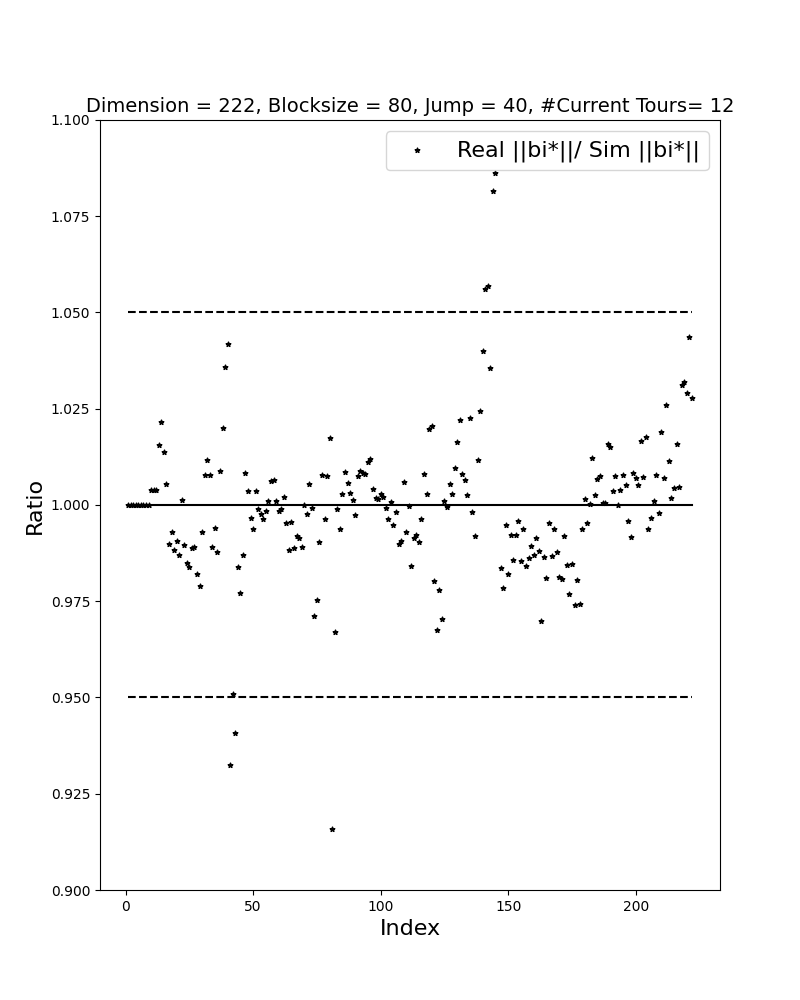 Dimension = 222, Blocksize = 80, Jump = 40, #Current Tours= 12
Real ||bi*||/ Sim ||bi*||
1.100
1.075
1.050
1.025
1.000
0.975
0.950
0.925
0.900
Ratio
0 50 100 150 200
Index